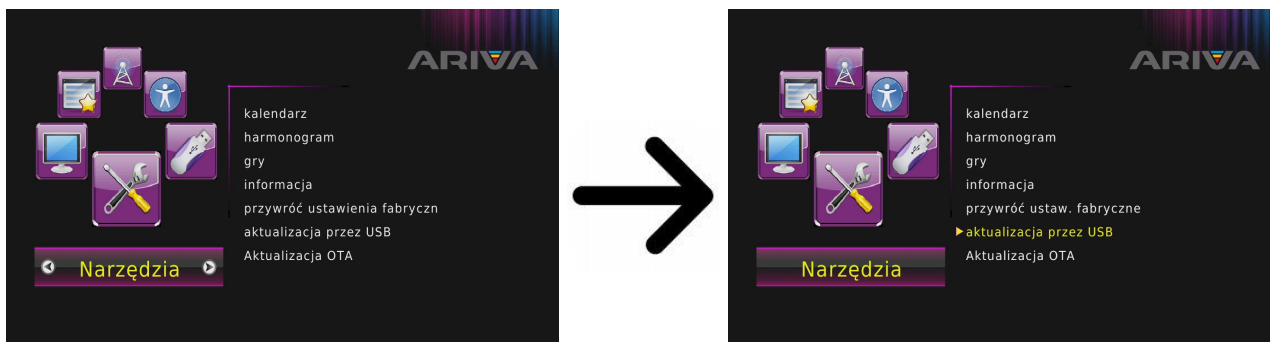 ARIVA
kalendarz
harmonogram
gry
informacja
przywróć ustawienia fabryczn
aktualizacja przez USB
Aktualizacja OTA
Narzędzia
ARIVA
kalendarz
harmonogram
gry
informacja
przywróć ustaw. fabryczne
aktualizacja przez USB
Aktualizacja OTA
Narzędzia